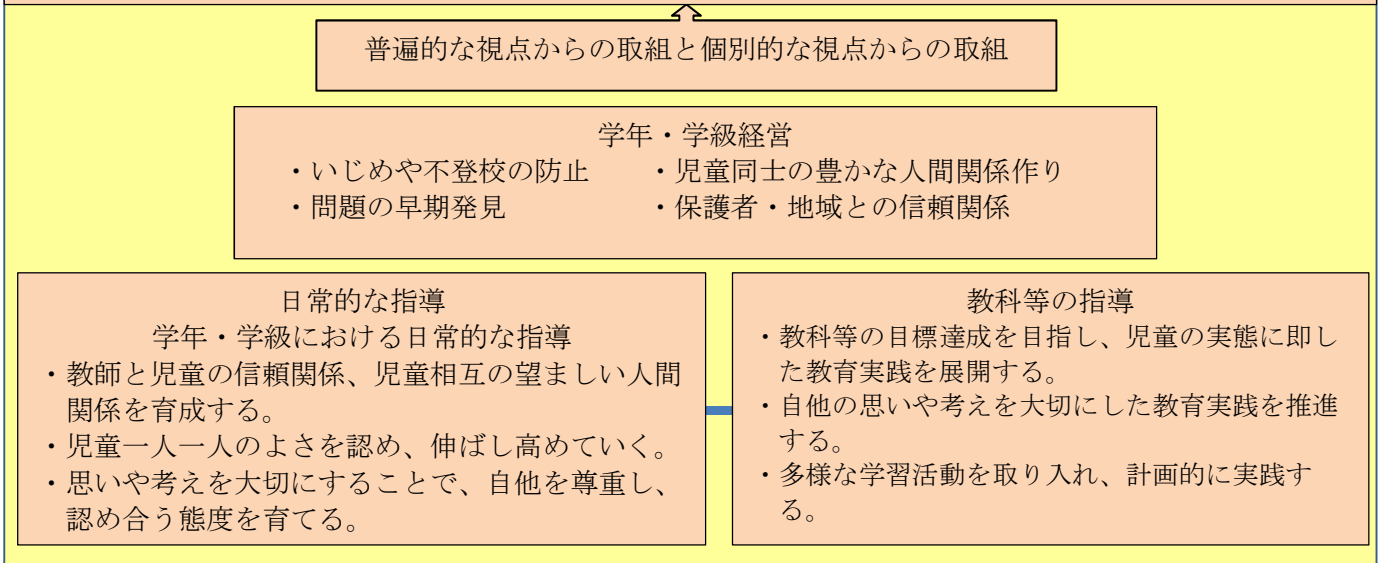 普遍的な視点からの取組と個別的な視点からの取組
学年・学級経営
・いじめや不登校の防止　　・児童同士の豊かな人間関係作り
・問題の早期発見　　　　　・保護者・地域との信頼関係
日常的な指導
学年・学級における日常的な指導
・教師と児童の信頼関係、児童相互の望ましい人間
関係を育成する。
・児童一人一人のよさを認め、伸ばし高めていく。
・思いや考えを大切にすることで、自他を尊重し、
認め合う態度を育てる。
教科等の指導
・教科等の目標達成を目指し、児童の実態に即し
た教育実践を展開する。
・自他の思いや考えを大切にした教育実践を推進
する。
・多様な学習活動を取り入れ、計画的に実践す
る。